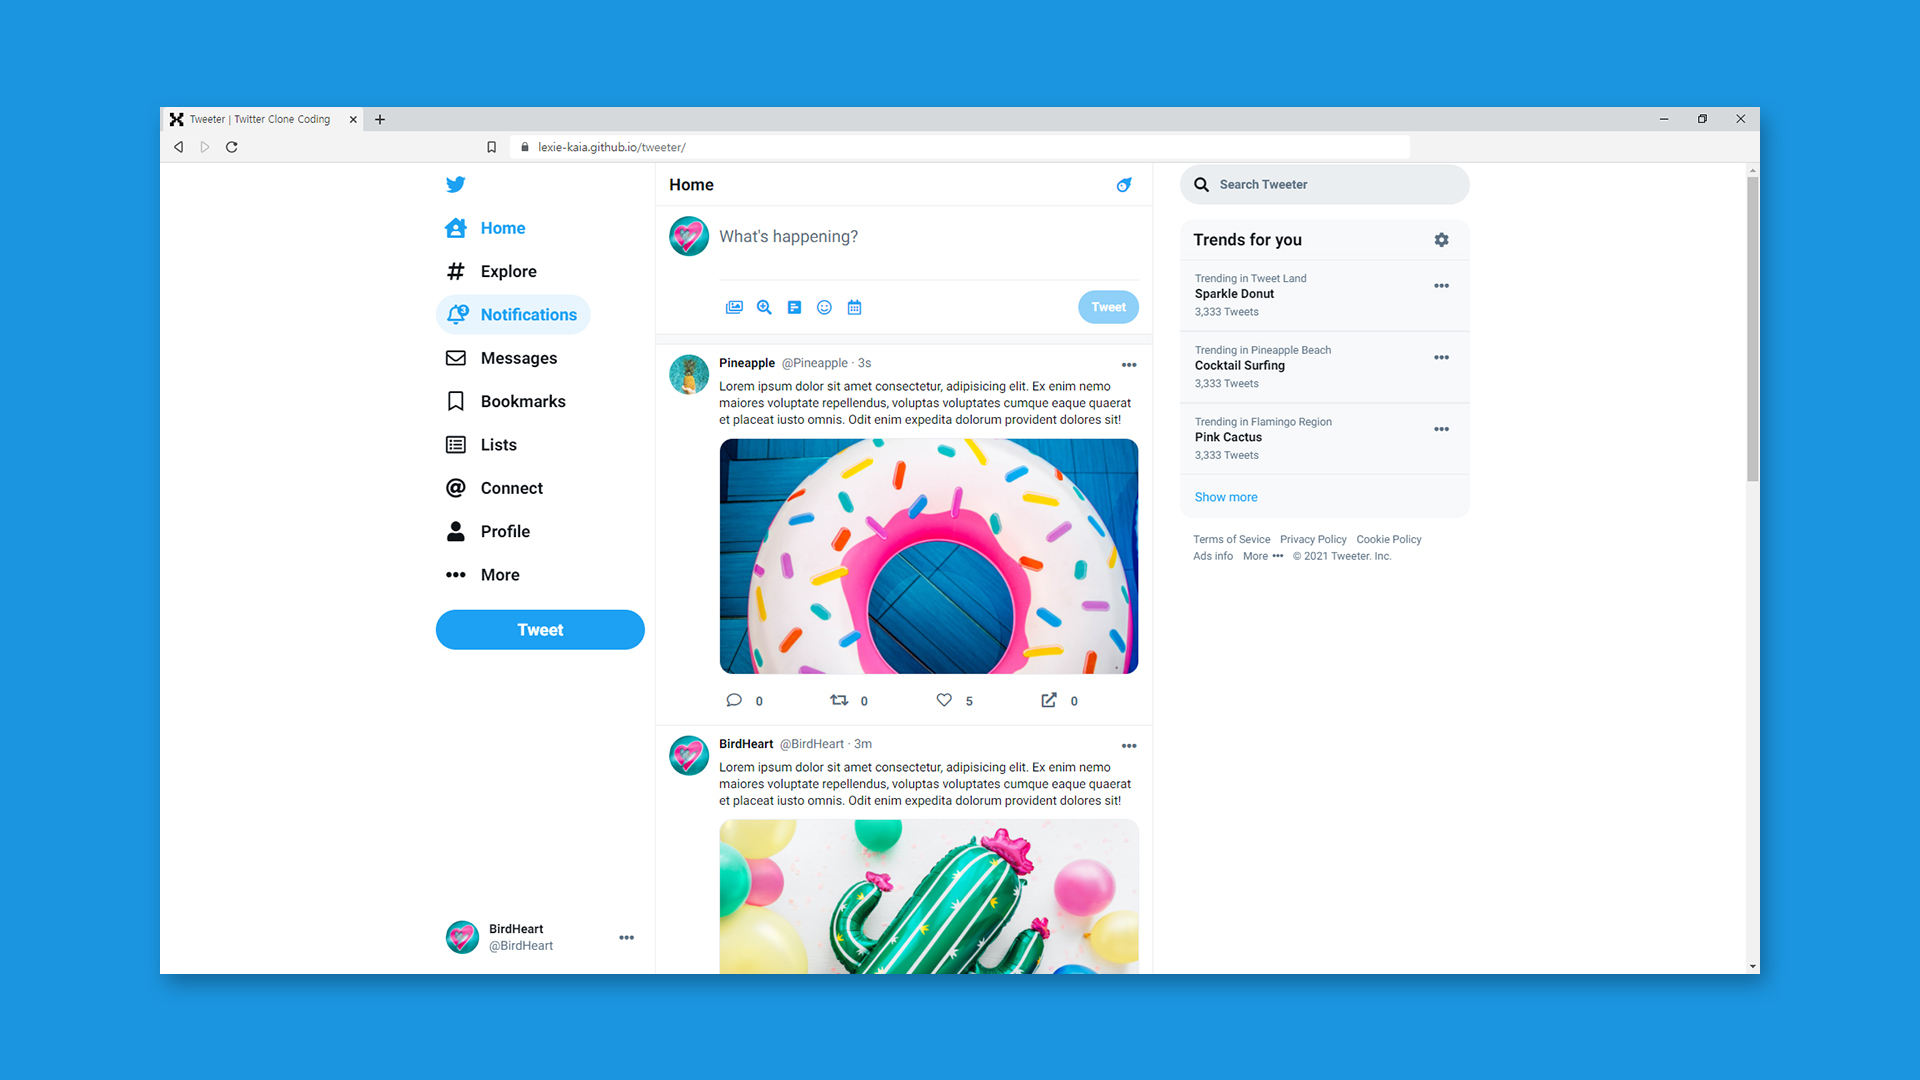 Tweeter | Twitter Clone Coding
lexie-kaia.github.io/tweeter/
Home
Explore
3
Notifications
Messages
Bookmarks
Lists
Connect
Profile
More
Tweet
BirdHeart
@BirdHeart
Home
What's happening?
Tweet
Pineapple @Pineapple · 3s
Lorem ipsum dolor sit amet consectetur, adipisicing elit. Ex enim nemo
maiores voluptate repellendus, voluptas voluptates cumque eaque quaerat
et placeat iusto omnis. Odit enim expedita dolorum provident dolores sit!
0 0 5 0
BirdHeart @BirdHeart · 3m
Lorem ipsum dolor sit amet consectetur, adipisicing elit. Ex enim nemo
maiores voluptate repellendus, voluptas voluptates cumque eaque quaerat
et placeat iusto omnis. Odit enim expedita dolorum provident dolores sit!
Search Tweeter
Trends for you
Trending in Tweet Land
Sparkle Donut
3,333 Tweets
Trending in Pineapple Beach
Cocktail Surfing
3,333 Tweets
Trending in Flamingo Region
Pink Cactus
3,333 Tweets
Show more
Terms of Sevice Privacy Policy Cookie Policy
Ads info More ••• © 2021 Tweeter. Inc.